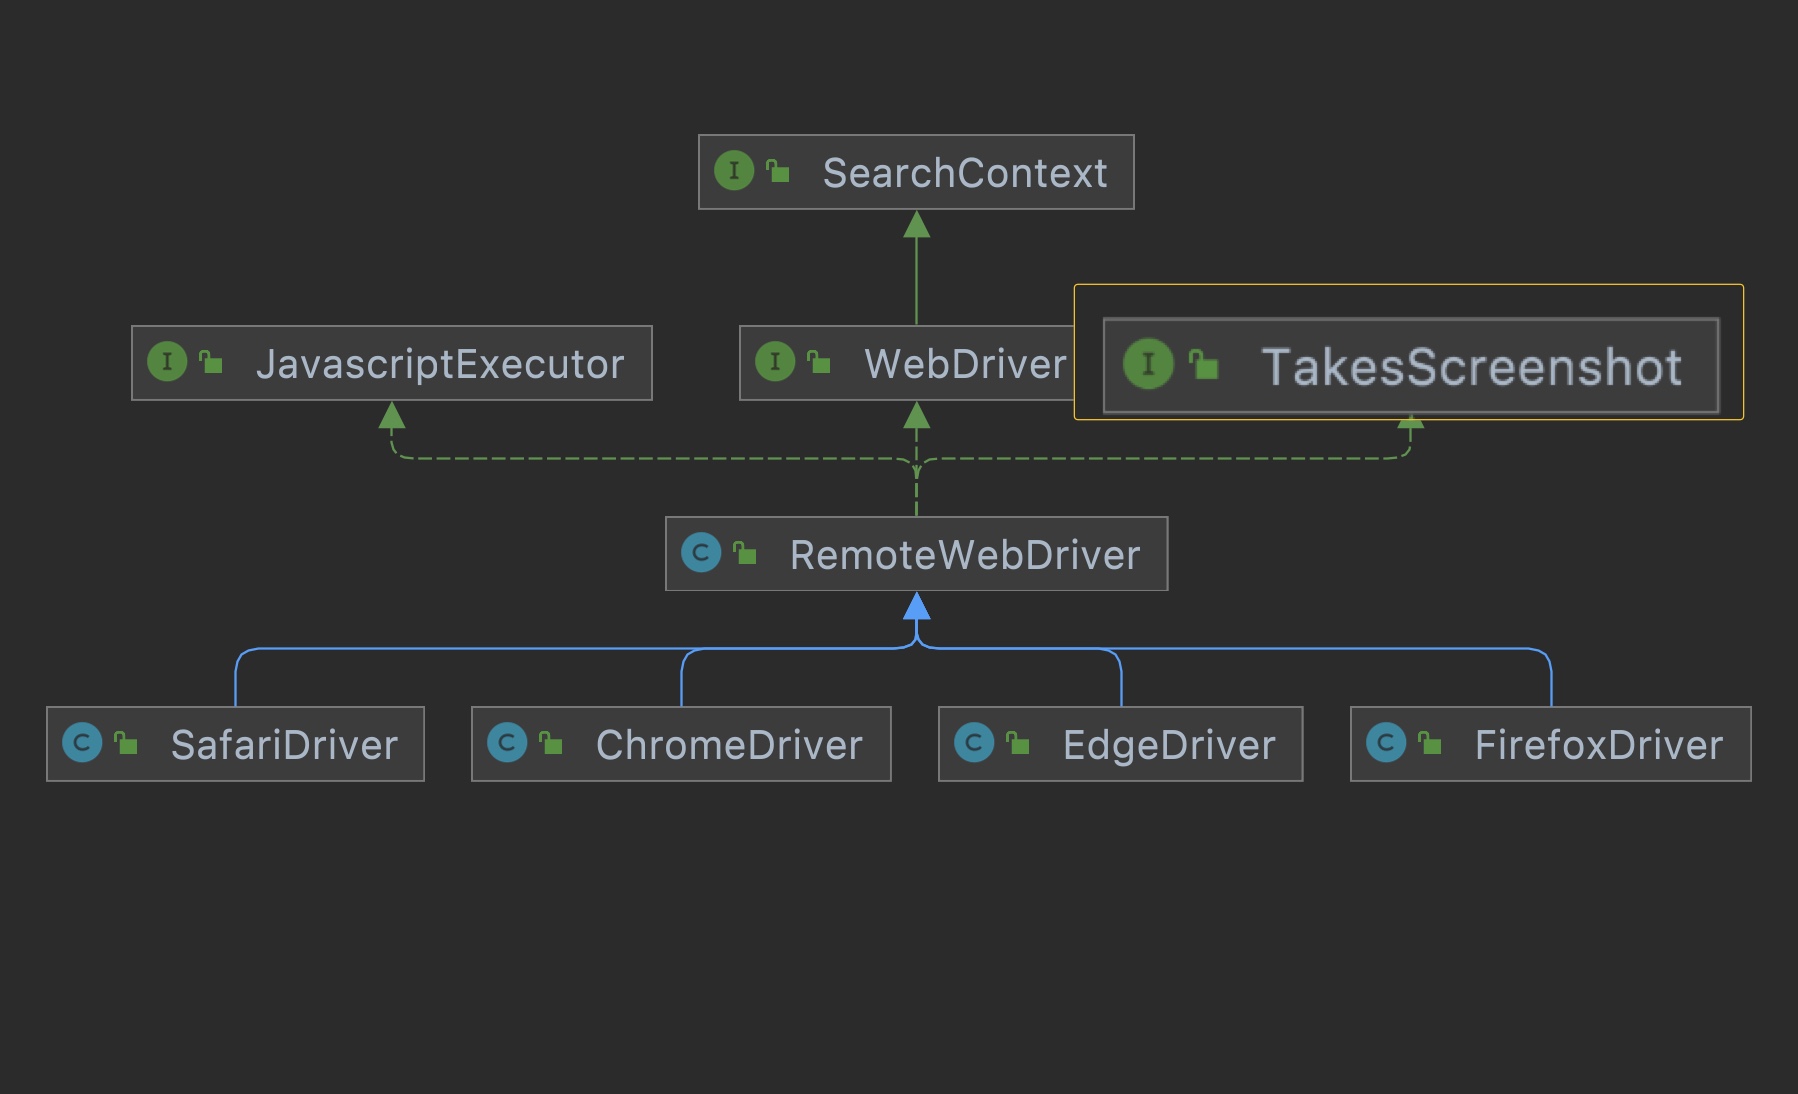 I SearchContext
I JavascriptExecutor
I WebDriver
I TakesScreenshot
C RemoteWebDriver
C SafariDriver
C ChromeDriver
C EdgeDriver
C FirefoxDriver